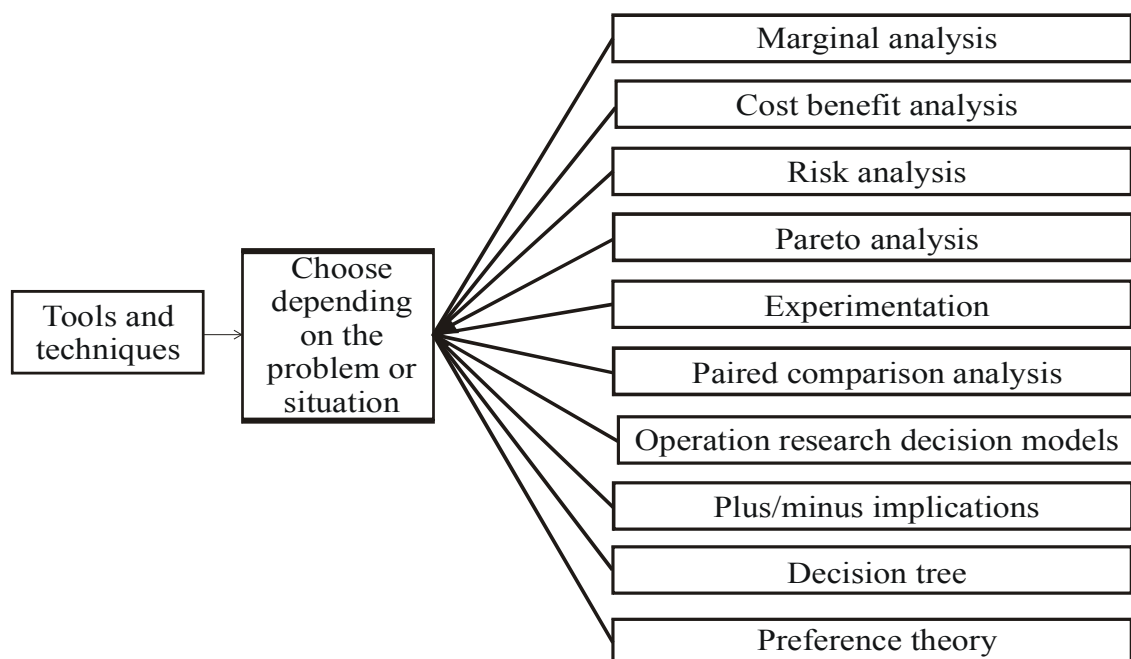 Tools and
techniques
Choose
depending
on the
problem or
situation
Marginal analysis
Cost benefit analysis
Risk analysis
Pareto analysis
Experimentation
Paired comparison analysis
Operation research decision models
Plus/minus implications
Decision tree
Preference theory